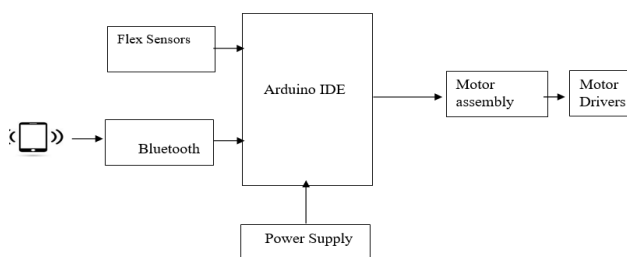 Flex Sensors
Arduino IDE
Motor
assembly
Motor
Drivers
Bluetooth
Power Supply